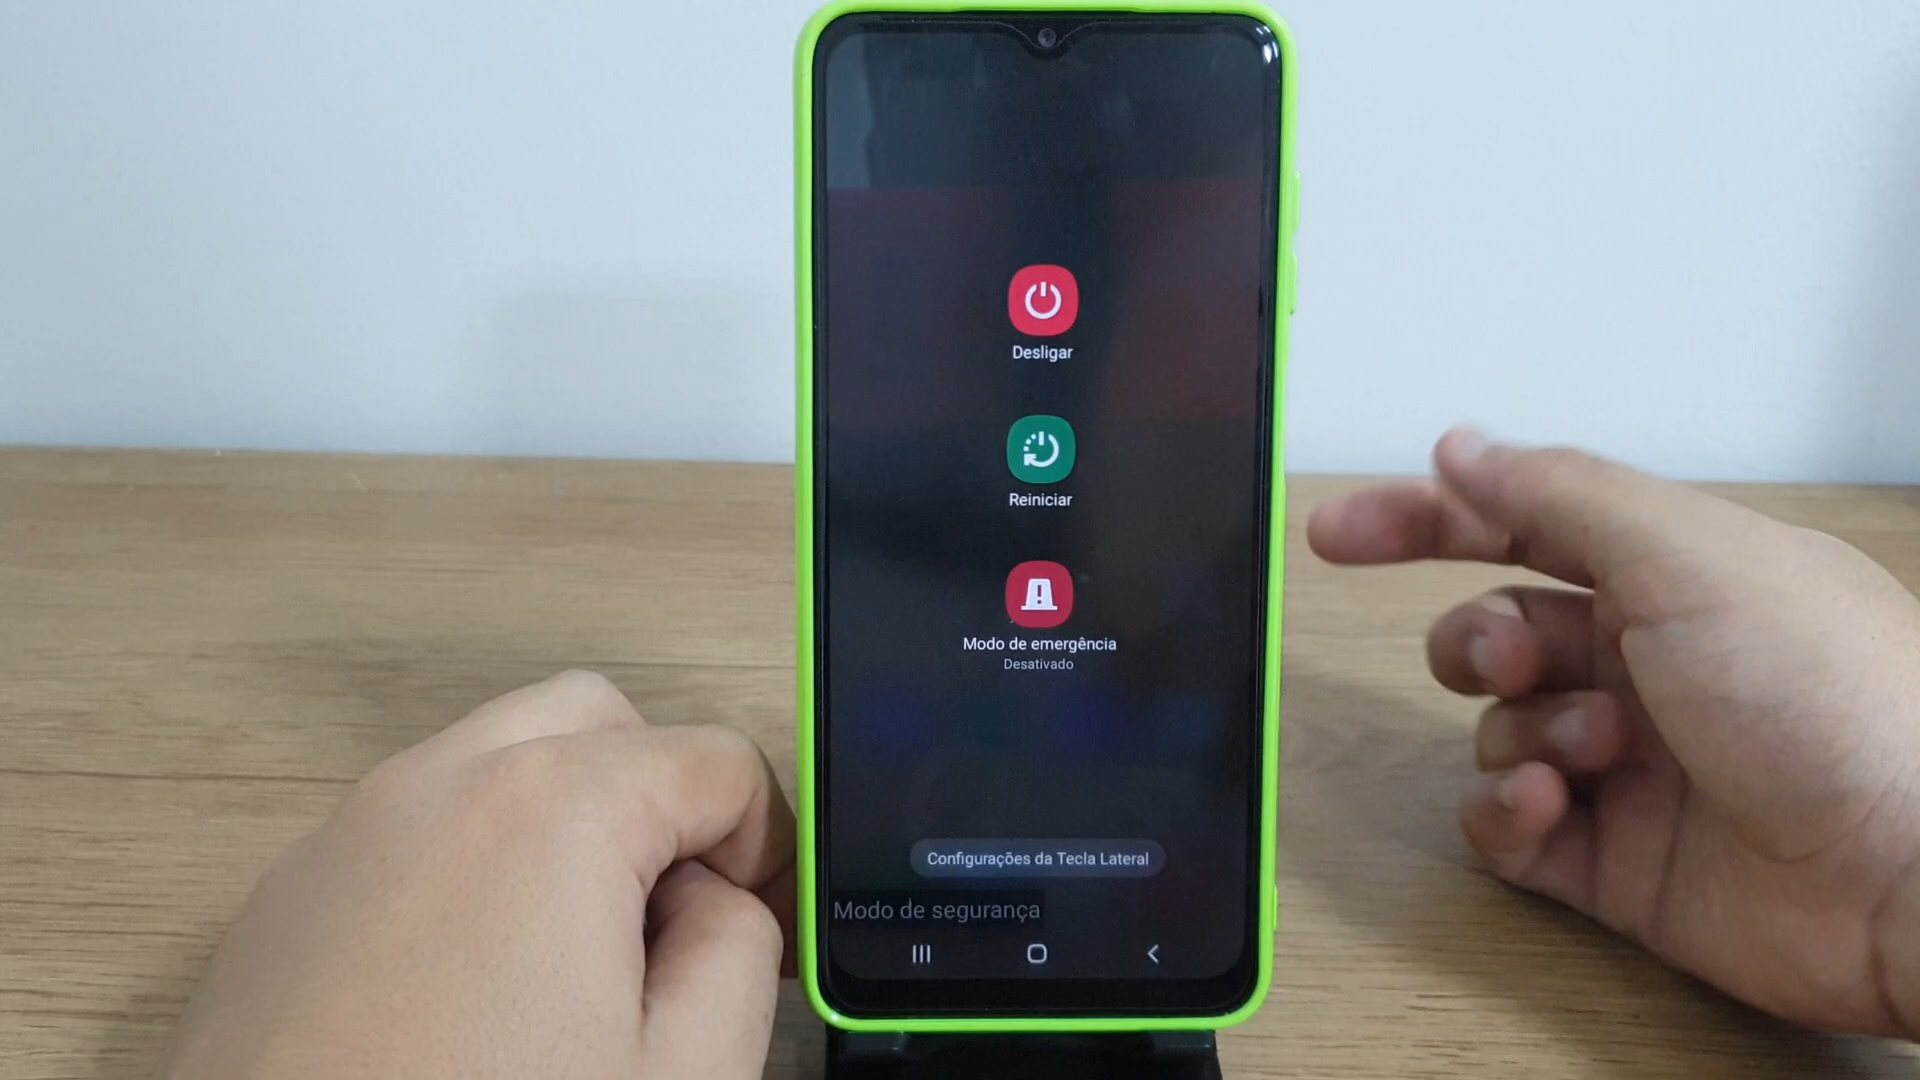 Desligar
Reiniciar
Modo de emergência
Desativado
Configurações da Tecla Lateral
Modo de segurança